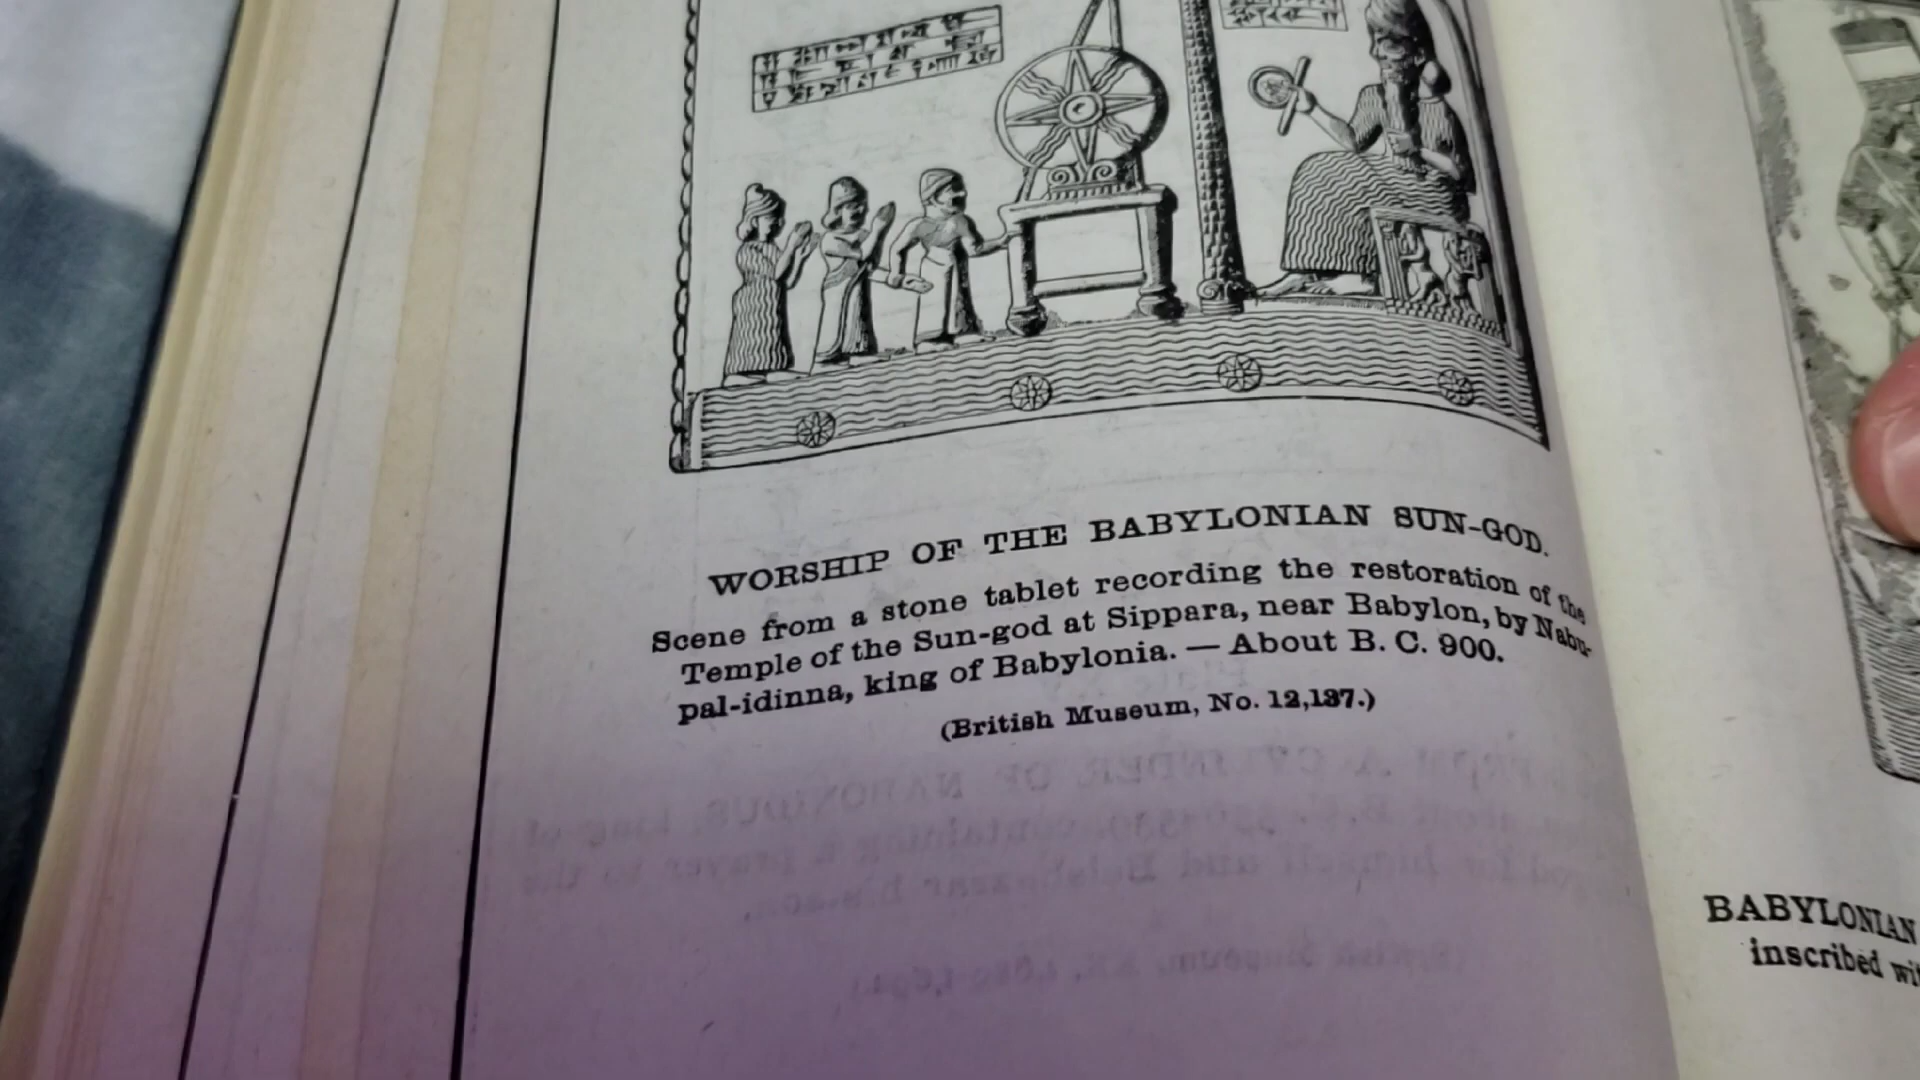 WORSHIP OF THE BABYLONIAN SUN-GOD.
Scene from a stone tablet recording the restoration of the
Temple of the Sun-god at Sippara, near Babylon, by Nabu-
pal-idinna, king of Babylonia. — About B. C. 900.
(British Museum, No. 12,137.)
BABYLONIAN
inscribed